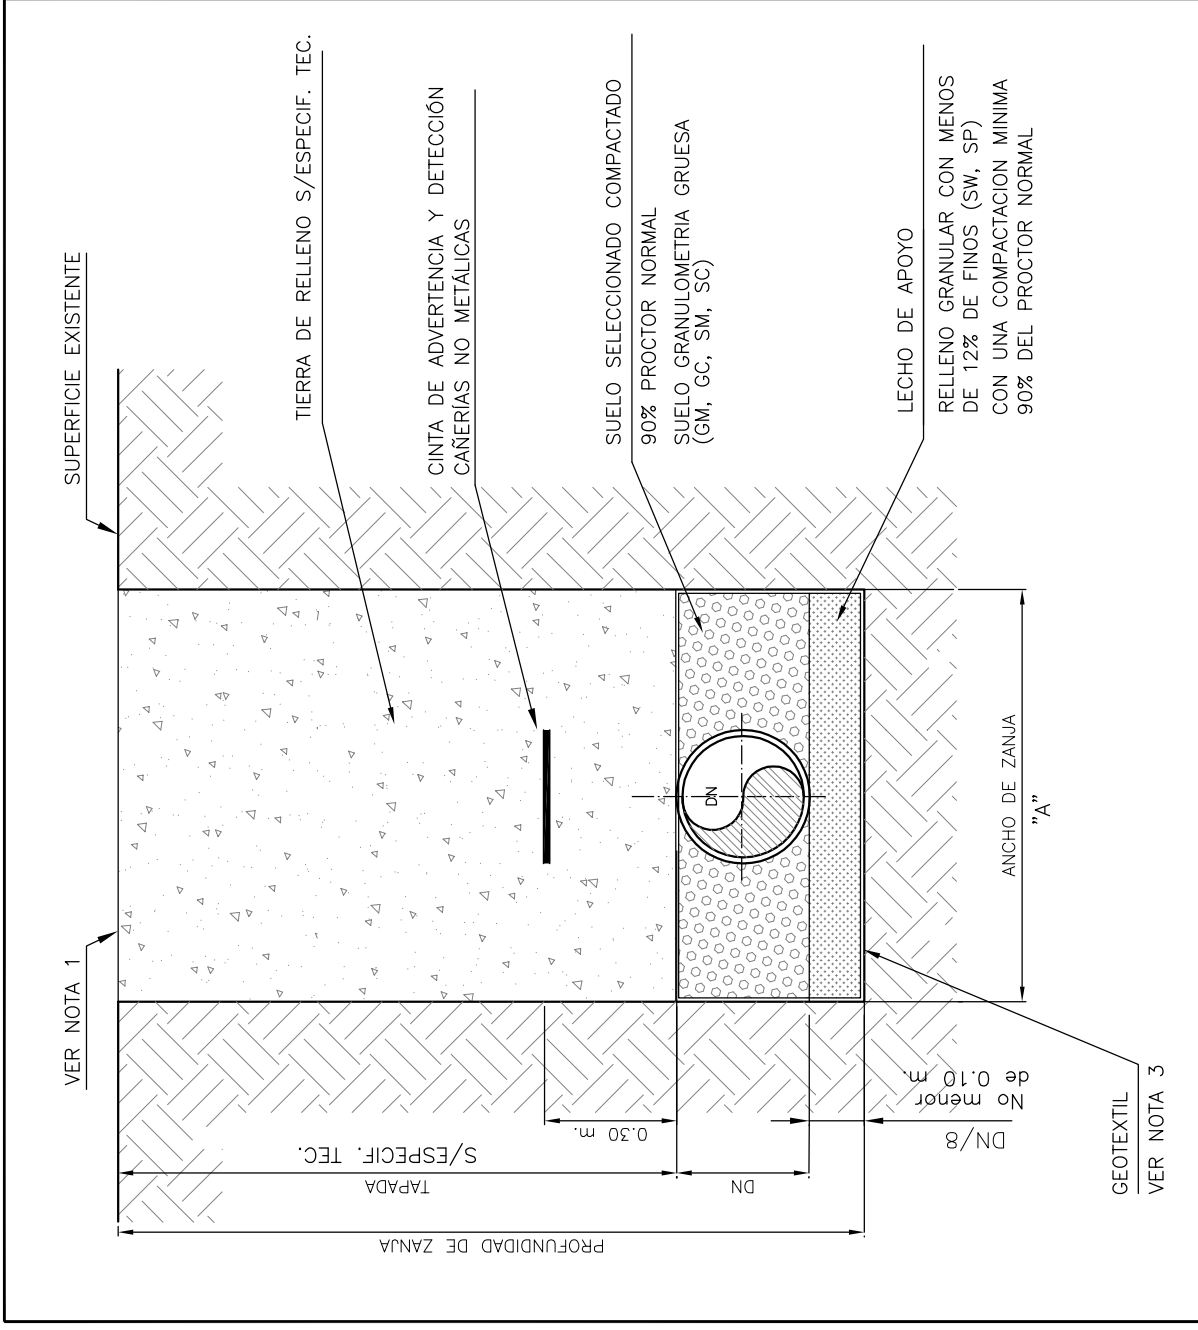 SUPERFICIE EXISTENTE
VER NOTA 1
TIERRA DE RELLENO S/ESPECIF. TEC.
CINTA DE ADVERTENCIA Y DETECCIÓN
CAÑERÍAS NO METÁLICAS
SUELO SELECCIONADO COMPACTADO
90% PROCTOR NORMAL
SUELO GRANULOMETRIA GRUESA
(GM, GC, SM, SC)
LECHO DE APOYO
RELLENO GRANULAR CON MENOS
DE 12% DE FINOS (SW, SP)
CON UNA COMPACTACION MINIMA
90% DEL PROCTOR NORMAL
DN
ANCHO DE ZANJA
"A"
GEOTEXTIL
VER NOTA 3
PROFUNDIDAD DE ZANJA
TAPADA
S/ESPECIF. TEC.
0.30 m.
DN
DN/8
No menor
de 0.10 m.